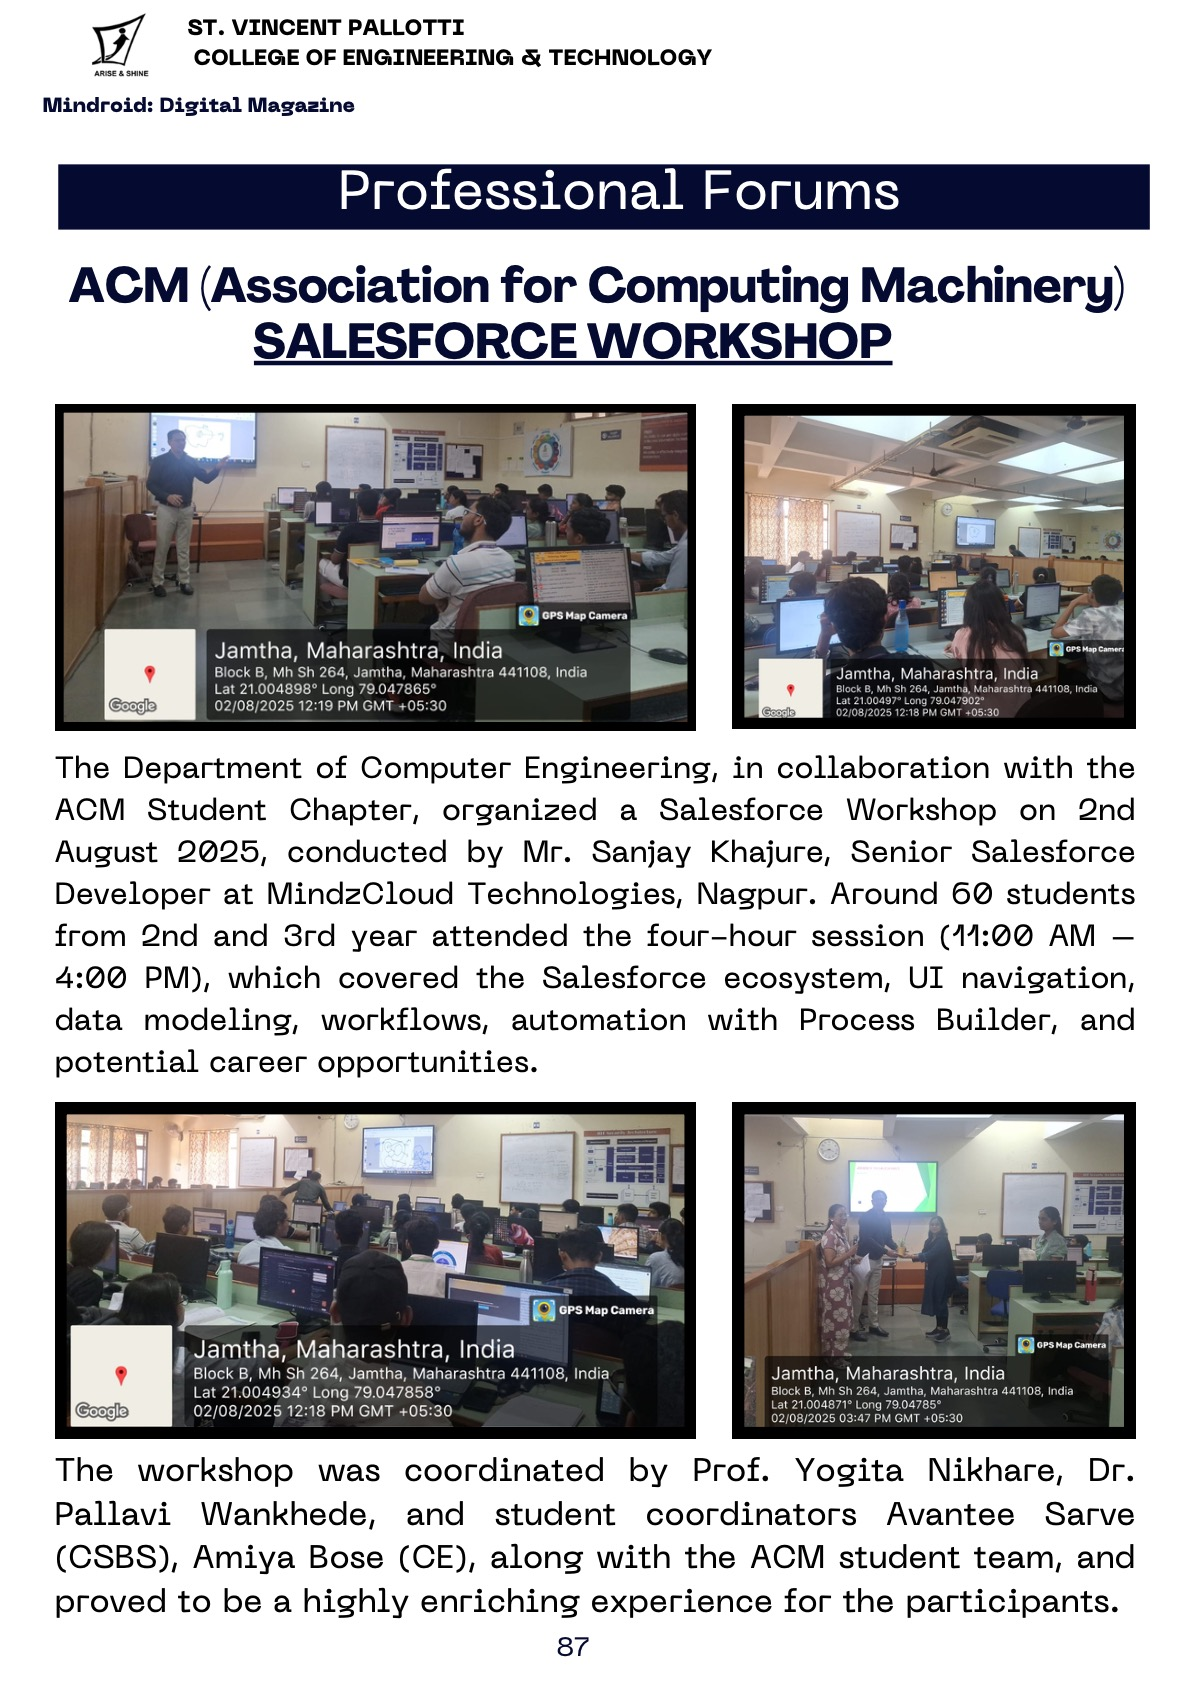 ST. VINCENT PALLOTTI
COLLEGE OF ENGINEERING & TECHNOLOGY
ARISE & SHINE
Mindroid: Digital Magazine
Professional Forums
ACM (Association for Computing Machinery)
SALESFORCE WORKSHOP
GPS Map Camera
Jamtha, Maharashtra, India
Block B, Mh Sh 264, Jamtha, Maharashtra 441108, India
Lat 21.004898° Long 79.047865°
02/08/2025 12:19 PM GMT +05:30
Google
GPS Map Camera
Jamtha, Maharashtra, India
Block B, Mh Sh 264, Jamtha, Maharashtra 441108, India
Lat 21.00497° Long 79.047902°
02/08/2025 12:18 PM GMT +05:30
Google
The Department of Computer Engineering, in collaboration with the
ACM Student Chapter, organized a Salesforce Workshop on 2nd
August 2025, conducted by Mr. Sanjay Khajure, Senior Salesforce
Developer at MindzCloud Technologies, Nagpur. Around 60 students
from 2nd and 3rd year attended the four-hour session (11:00 AM –
4:00 PM), which covered the Salesforce ecosystem, UI navigation,
data modeling, workflows, automation with Process Builder, and
potential career opportunities.
GPS Map Camera
Jamtha, Maharashtra, India
Block B, Mh Sh 264, Jamtha, Maharashtra 441108, India
Lat 21.004934° Long 79.047858°
02/08/2025 12:18 PM GMT +05:30
Google
GPS Map Camera
Jamtha, Maharashtra, India
Block B, Mh Sh 264, Jamtha, Maharashtra 441108, India
Lat 21.004871° Long 79.04785°
02/08/2025 03:47 PM GMT +05:30
The workshop was coordinated by Prof. Yogita Nikhare, Dr.
Pallavi Wankhede, and student coordinators Avantee Sarve
(CSBS), Amiya Bose (CE), along with the ACM student team, and
proved to be a highly enriching experience for the participants.
87